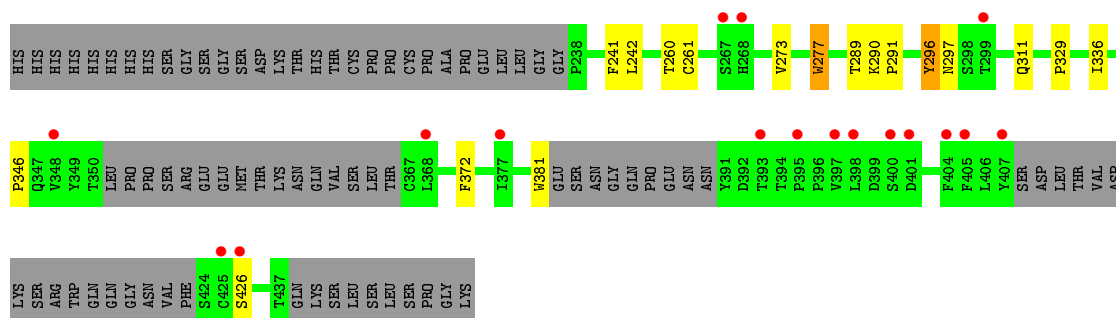 HIS HIS HIS HIS HIS HIS HIS HIS SER GLY SER GLY SER ASP LYS THR HIS THR CYS PRO PRO CYS PRO ALA PRO GLU LEU LEU GLY GLY P238 F241 L242 T260 C261 S267 H268 V273 W277 T289 K290 P291 Y296 N297 S298 T299 Q311 P329 I336
P346 Q347 V348 Y349 T350 LEU PRO PRO SER ARG GLU GLU MET THR LYS ASN GLN VAL SER LEU THR C367 L368 F372 I377 W381 GLU SER ASN GLY GLN PRO GLU ASN ASN Y391 D392 T393 T394 P395 P396 V397 L398 D399 S400 D401 F404 F405 L406 Y407 SER ASP LEU THR VAL ASP
LYS SER ARG TRP GLN GLN GLY ASN VAL PHE S424 C425 S426 T437 GLN LYS SER LEU SER LEU SER PRO GLY LYS